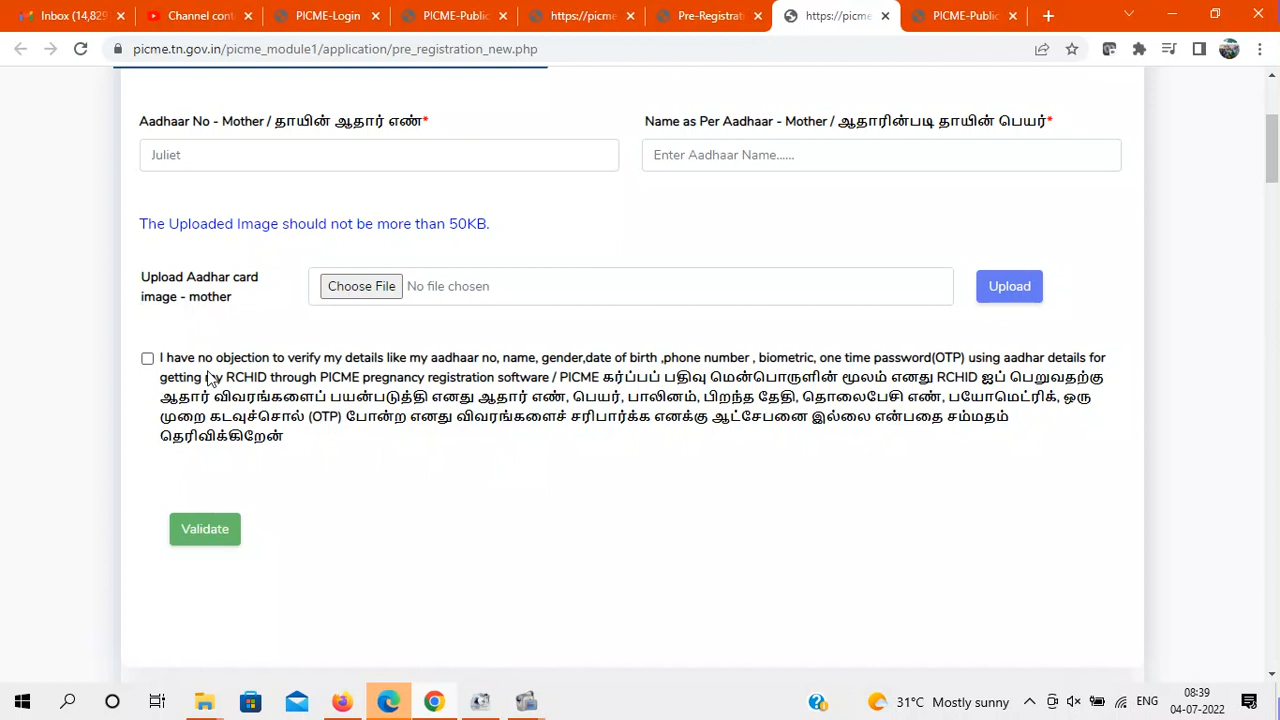 Inbox (14,829
Channel cont
PICME-Login
PICME-Public
https://picme
Pre-Registrat
https://picme
PICME-Public
picme.tn.gov.in/picme_module1/application/pre_registration_new.php
Aadhaar No - Mother / தாயின் ஆதார் எண்*
Name as Per Aadhaar - Mother / ஆதாரின்படி தாயின் பெயர்*
Juliet
Enter Aadhaar Name......
The Uploaded Image should not be more than 50KB.
Upload Aadhar card
image - mother
Choose File No file chosen
Upload
I have no objection to verify my details like my aadhaar no, name, gender,date of birth ,phone number , biometric, one time password(OTP) using aadhar details for
getting my RCHID through PICME pregnancy registration software / PICME கர்ப்பப் பதிவு மென்பொருளின் மூலம் எனது RCHID ஐப் பெறுவதற்கு
ஆதார் விவரங்களைப் பயன்படுத்தி எனது ஆதார் எண், பெயர், பாலினம், பிறந்த தேதி, தொலைபேசி எண், பயோமெட்ரிக், ஒரு
முறை கடவுச்சொல் (OTP) போன்ற எனது விவரங்களைச் சரிபார்க்க எனக்கு ஆட்சேபனை இல்லை என்பதை சம்மதம்
தெரிவிக்கிறேன்
Validate
31°C Mostly sunny
ENG
08:39
04-07-2022